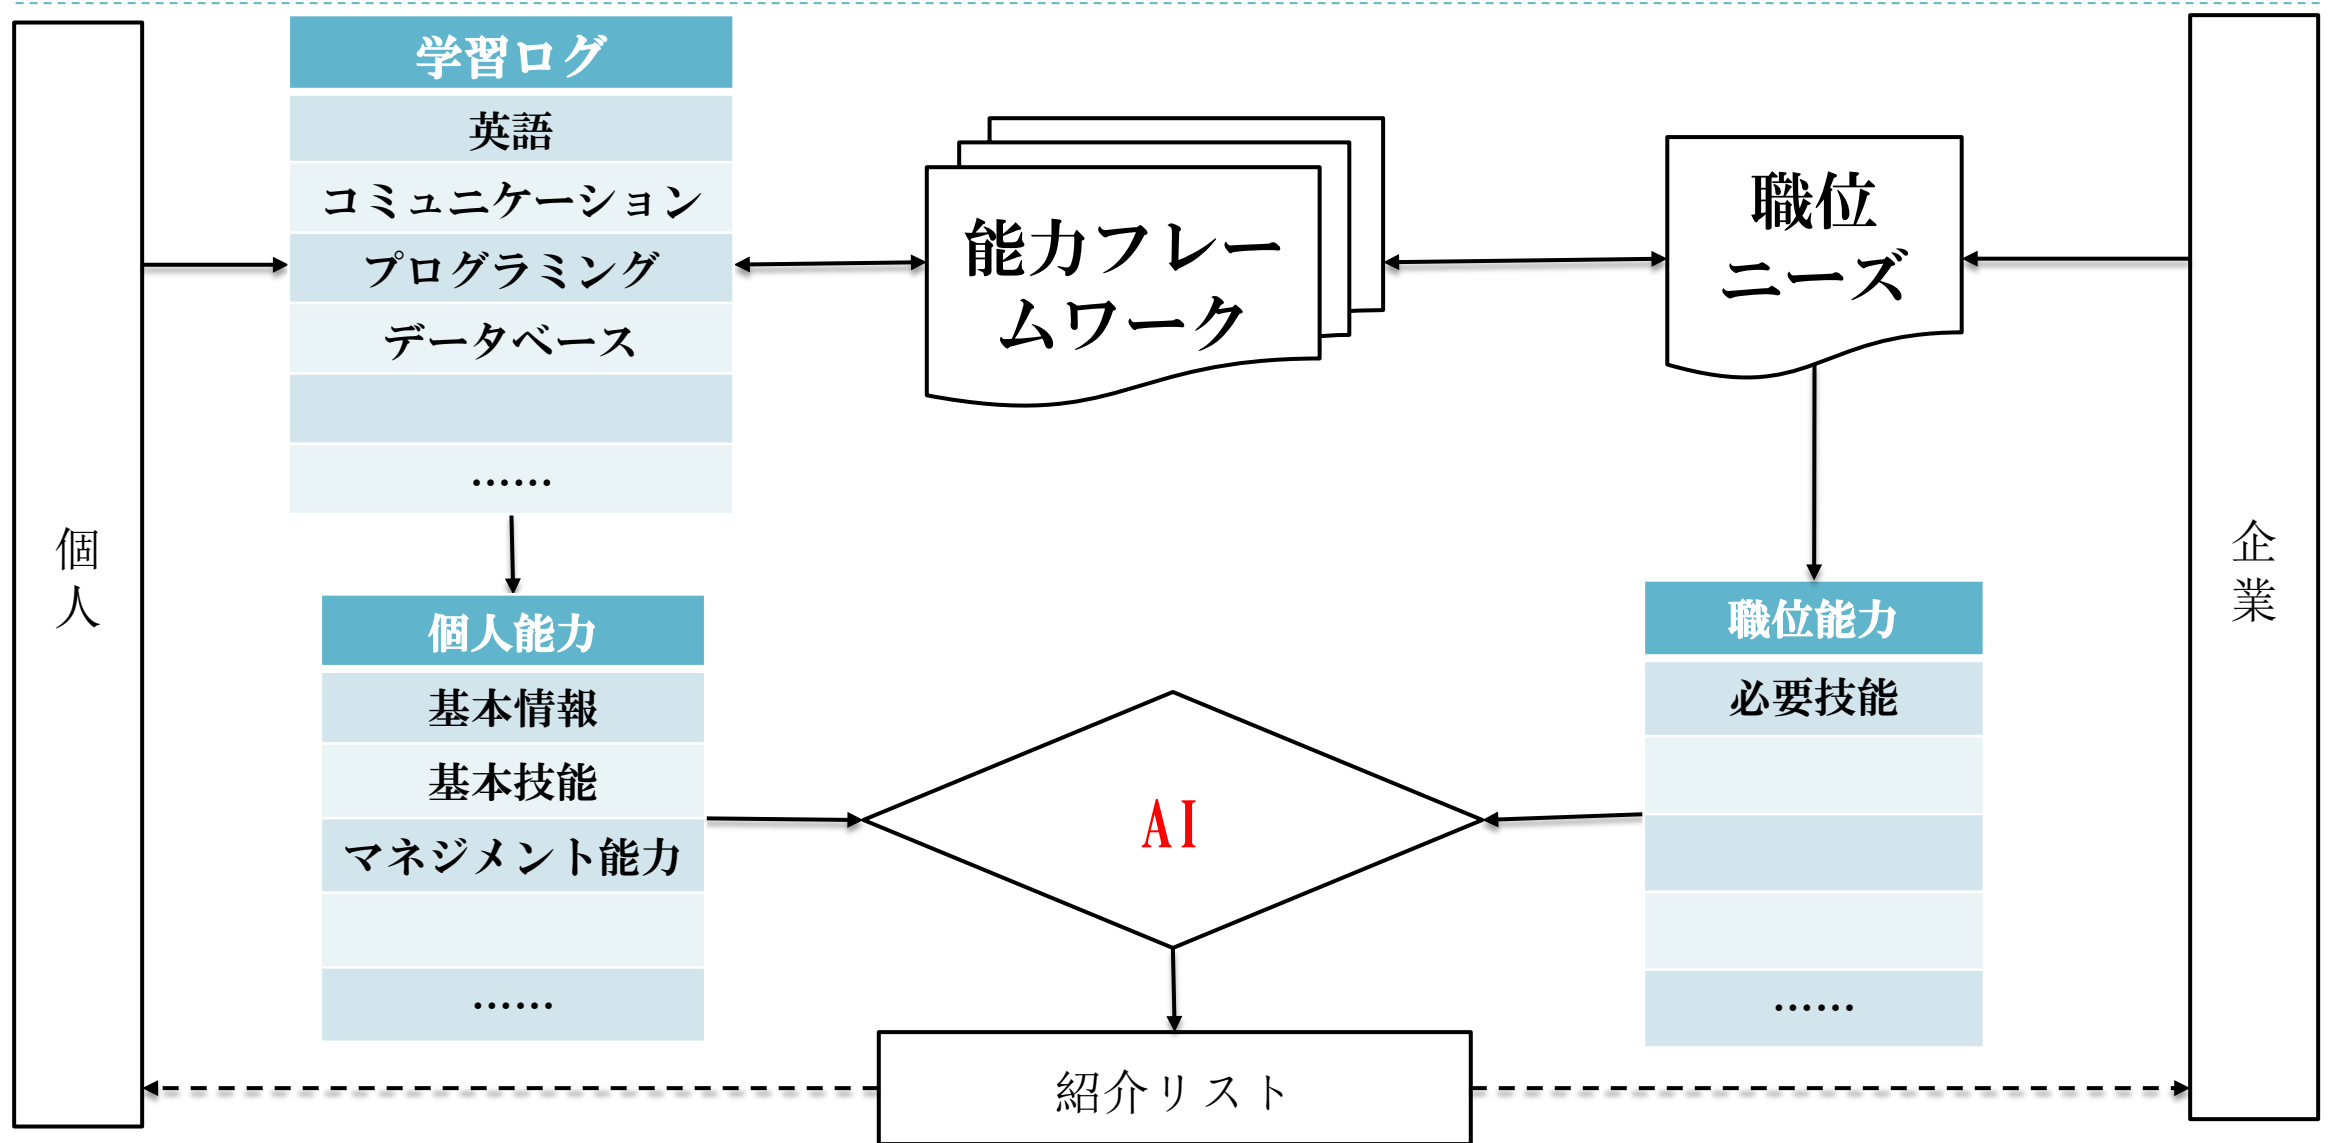 個
人
学習ログ
英語
コミュニケーション
プログラミング
データベース
……
能力フレー
ムワーク
職位
ニーズ
企
業
個人能力
基本情報
基本技能
マネジメント能力
……
AI
職位能力
必要技能
……
紹介リスト